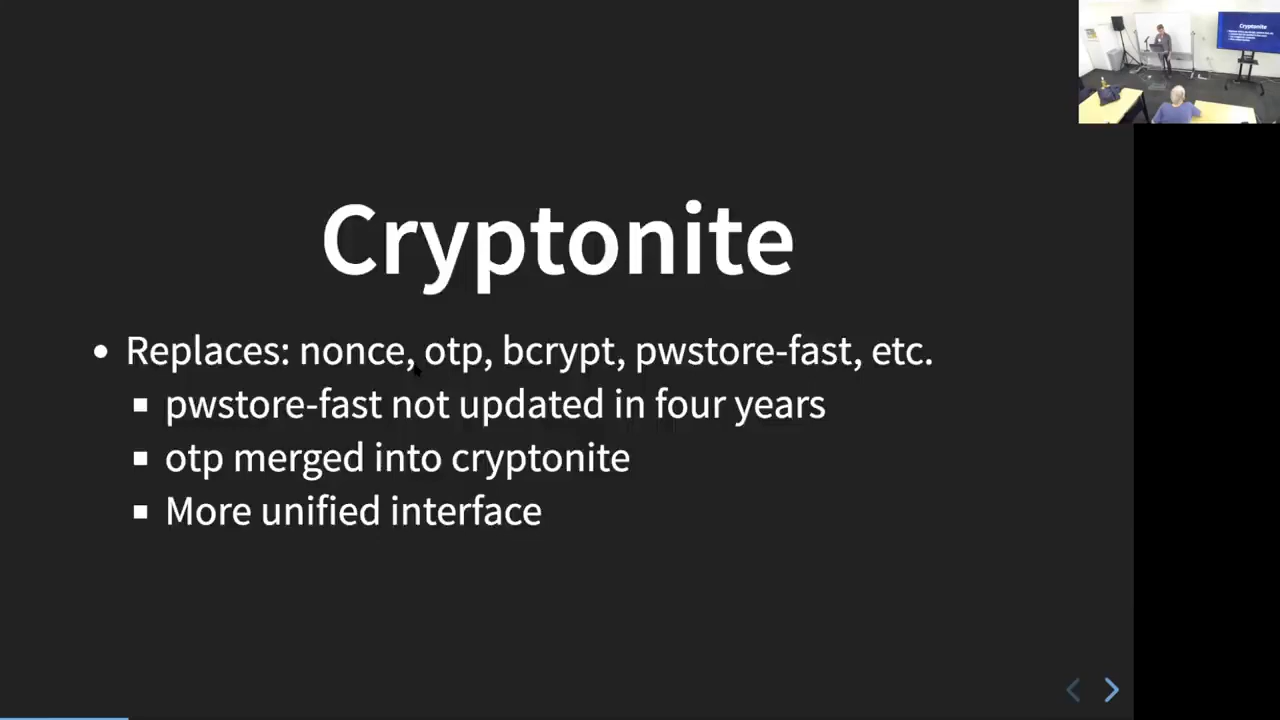 Cryptonite
• Replaces: nonce, otp, bcrypt, pwstore-fast, etc.
▪ pwstore-fast not updated in four years
▪ otp merged into cryptonite
▪ More unified interface
Cryptonite